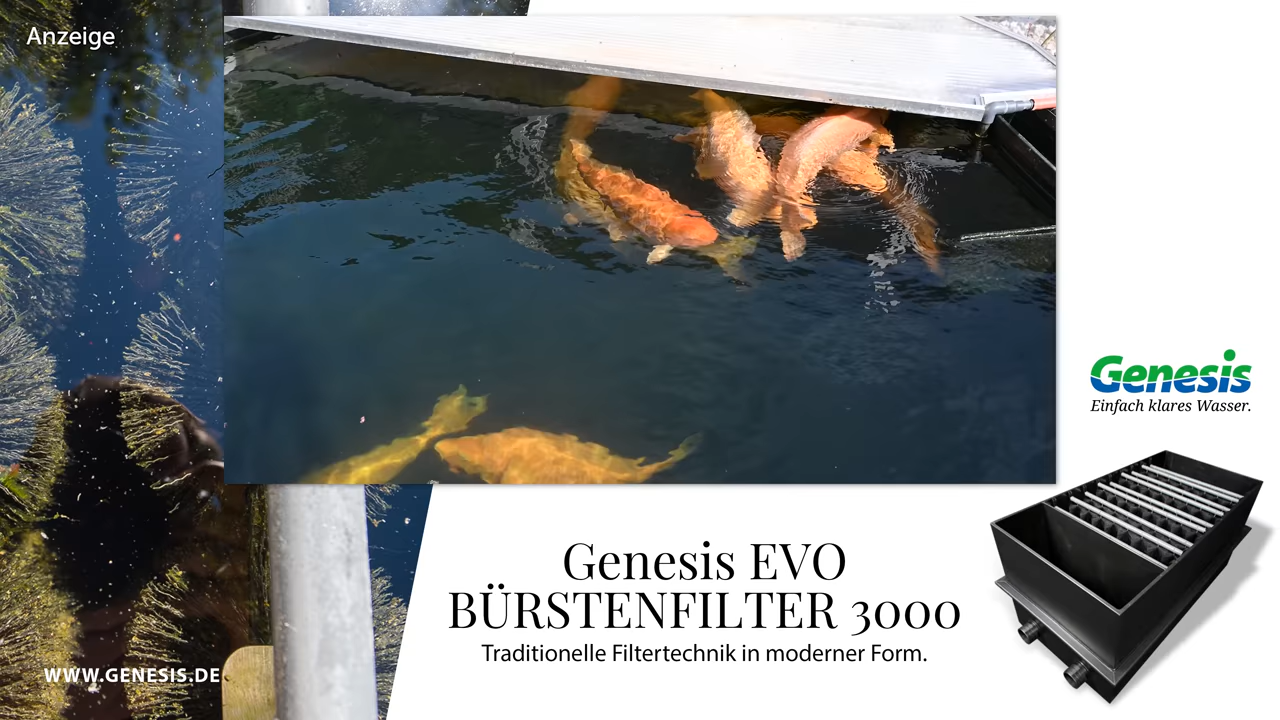 Anzeige
Genesis
Einfach klares Wasser.
Genesis EVO
BÜRSTENFILTER 3000
Traditionelle Filtertechnik in moderner Form.
WWW.GENESIS.DE